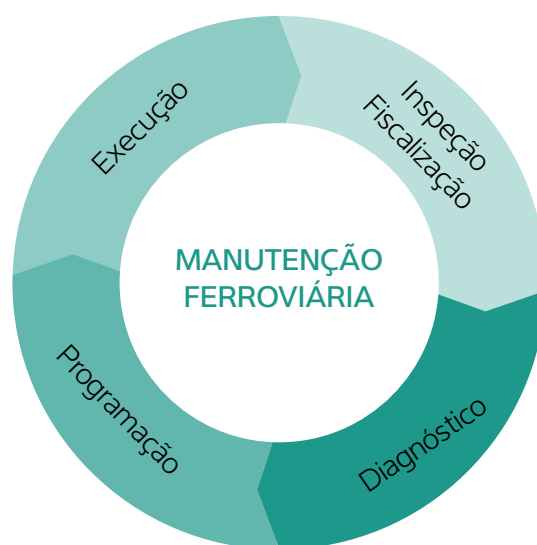 MANUTENÇÃO
FERROVIÁRIA
Inspeção
Fiscalização
Diagnóstico
Programação
Execução